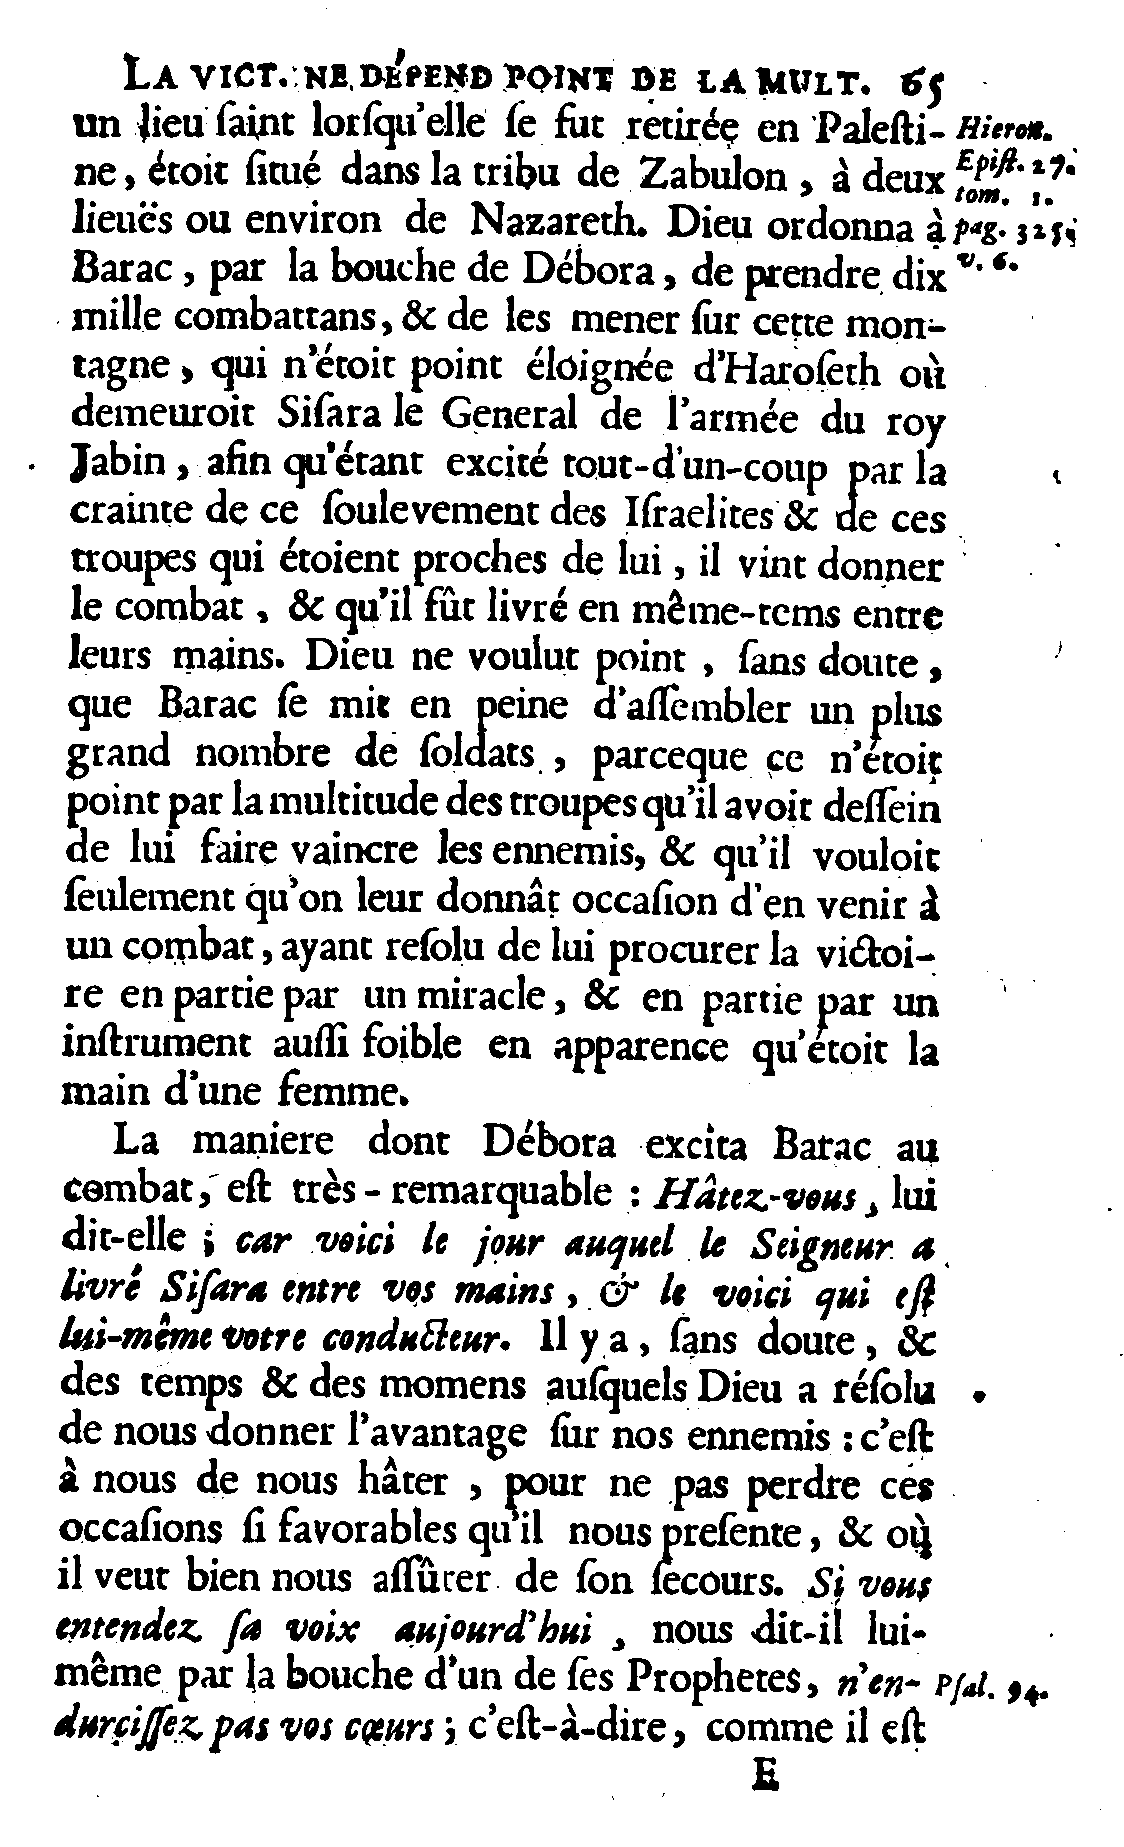 LA VICT. NE DÉPEND POINT DE LA MULT. 65
un lieu ſaint lorſqu'elle ſe fut retirée en Paleſti-
ne, étoit ſitué dans la tribu de Zabulon, à deux
lieuës ou environ de Nazareth. Dieu ordonna à
Barac, par la bouche de Débora, de prendre dix
mille combattans, & de les mener ſur cette mon-
tagne, qui n'étoit point éloignée d'Haroſeth où
demeuroit Siſara le General de l'armée du roy
Jabin, afin qu'étant excité tout-d'un-coup par la
crainte de ce ſoulevement des Iſraelites & de ces
troupes qui étoient proches de lui, il vint donner
le combat, & qu'il fût livré en même-tems entre
leurs mains. Dieu ne voulut point, ſans doute,
que Barac ſe mit en peine d'aſſembler un plus
grand nombre de ſoldats, parceque ce n'étoit
point par la multitude des troupes qu'il avoit deſſein
de lui faire vaincre les ennemis, & qu'il vouloit
ſeulement qu'on leur donnât occaſion d'en venir à
un combat, ayant reſolu de lui procurer la victoi-
re en partie par un miracle, & en partie par un
inſtrument auſſi foible en apparence qu'étoit la
main d'une femme.
La maniere dont Débora excita Barac au
combat, eſt très-remarquable : Hâtez-vous, lui
dit-elle ; car voici le jour auquel le Seigneur a
livré Siſara entre vos mains, & le voici qui eſt
lui-même votre conducteur. Il y a, ſans doute, &
des temps & des momens auſquels Dieu a réſolu
de nous donner l'avantage ſur nos ennemis : c'eſt
à nous de nous hâter, pour ne pas perdre ces
occaſions ſi favorables qu'il nous preſente, & où
il veut bien nous aſſûrer de ſon ſecours. Si vous
entendez ſa voix aujourd'hui, nous dit-il lui-
même par la bouche d'un de ſes Prophetes, n'en-
durciſſez pas vos cœurs ; c'eſt-à-dire, comme il eſt
E
Hieron.
Epiſt. 27.
tom. 1.
pag. 325.
v. 6.
Pſal. 94.